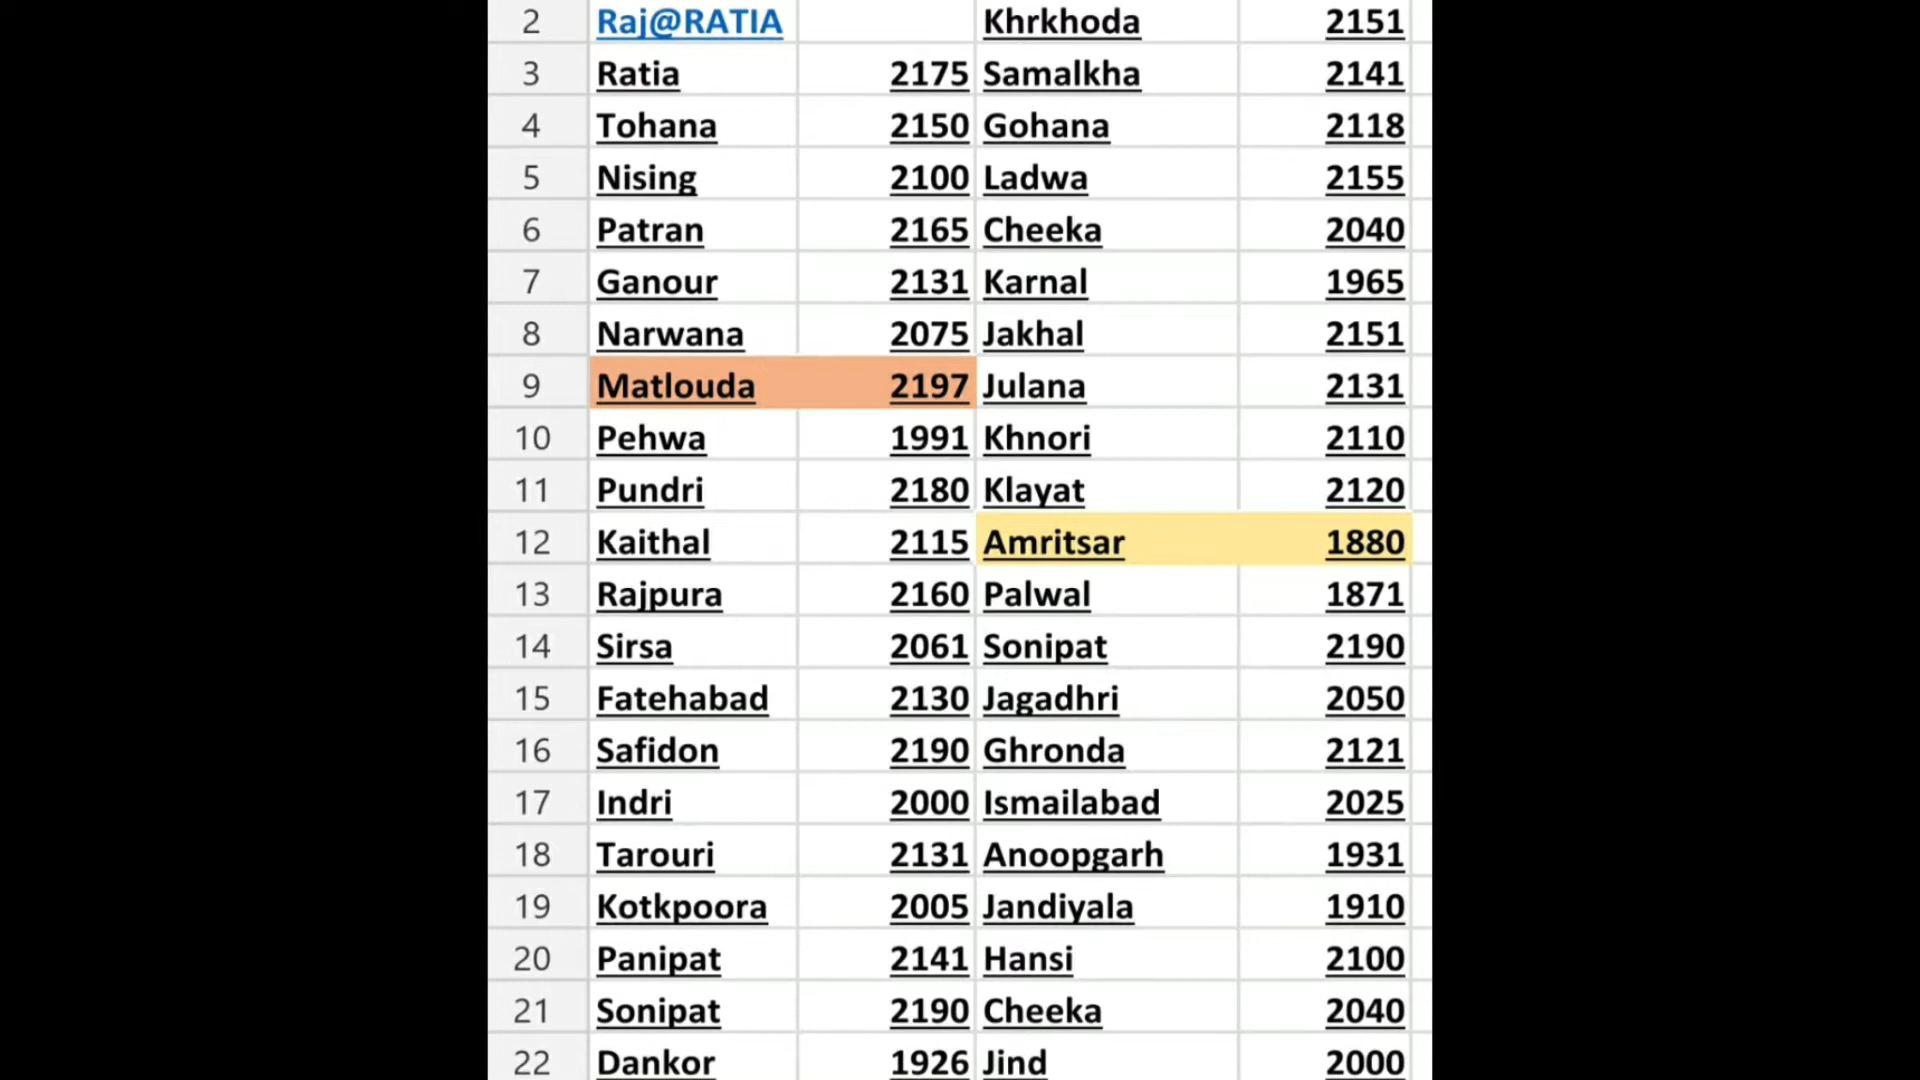 2 Raj@RATIA Khrkhoda 2151
3 Ratia 2175 Samalkha 2141
4 Tohana 2150 Gohana 2118
5 Nising 2100 Ladwa 2155
6 Patran 2165 Cheeka 2040
7 Ganour 2131 Karnal 1965
8 Narwana 2075 Jakhal 2151
9 Matlouda 2197 Julana 2131
10 Pehwa 1991 Khnori 2110
11 Pundri 2180 Klayat 2120
12 Kaithal 2115 Amritsar 1880
13 Rajpura 2160 Palwal 1871
14 Sirsa 2061 Sonipat 2190
15 Fatehabad 2130 Jagadhri 2050
16 Safidon 2190 Ghronda 2121
17 Indri 2000 Ismailabad 2025
18 Tarouri 2131 Anoopgarh 1931
19 Kotkpoora 2005 Jandiyala 1910
20 Panipat 2141 Hansi 2100
21 Sonipat 2190 Cheeka 2040
22 Dankor 1926 Jind 2000